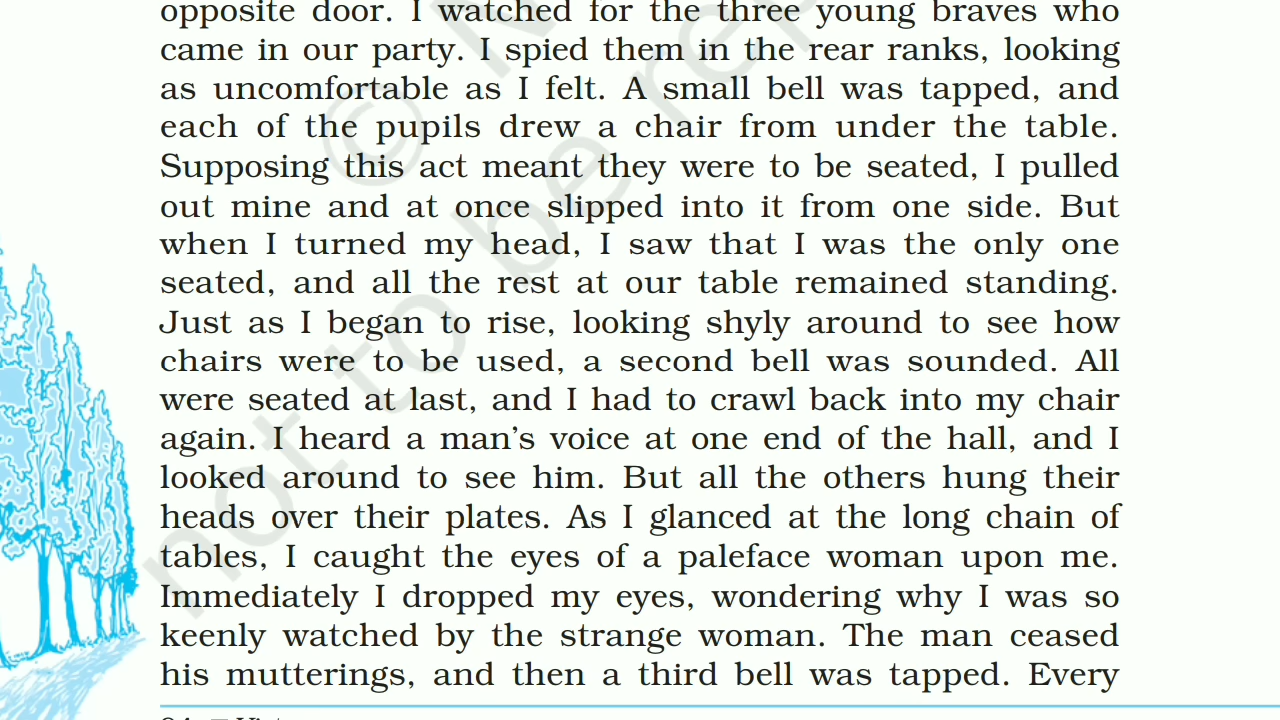 opposite door. I watched for the three young braves who
came in our party. I spied them in the rear ranks, looking
as uncomfortable as I felt. A small bell was tapped, and
each of the pupils drew a chair from under the table.
Supposing this act meant they were to be seated, I pulled
out mine and at once slipped into it from one side. But
when I turned my head, I saw that I was the only one
seated, and all the rest at our table remained standing.
Just as I began to rise, looking shyly around to see how
chairs were to be used, a second bell was sounded. All
were seated at last, and I had to crawl back into my chair
again. I heard a man’s voice at one end of the hall, and I
looked around to see him. But all the others hung their
heads over their plates. As I glanced at the long chain of
tables, I caught the eyes of a paleface woman upon me.
Immediately I dropped my eyes, wondering why I was so
keenly watched by the strange woman. The man ceased
his mutterings, and then a third bell was tapped. Every
© N
not to be rep